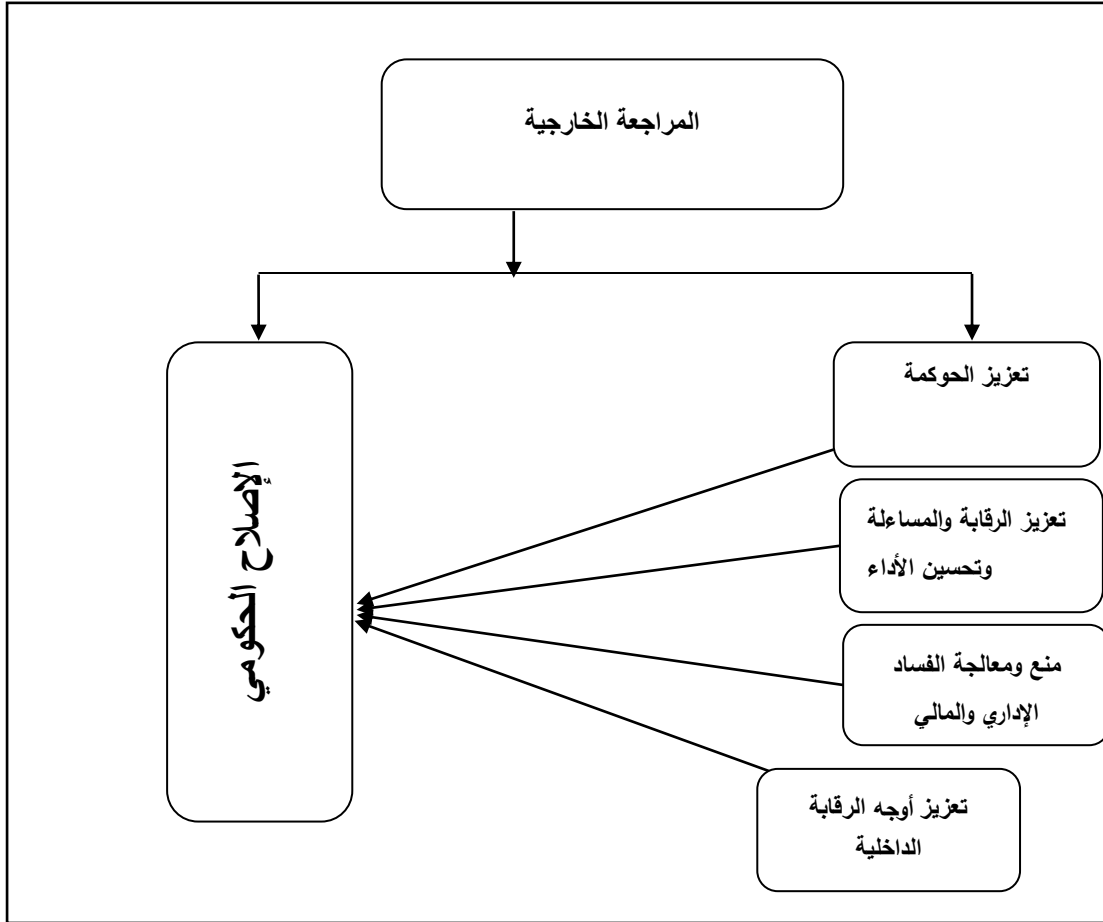 المراجعة الخارجية
تعزيز الحوكمة
تعزيز الرقابة والمساءلة
وتحسين الأداء
منع ومعالجة الفساد
الإداري والمالي
تعزيز أوجه الرقابة
الداخلية
الإصلاح الحكومي